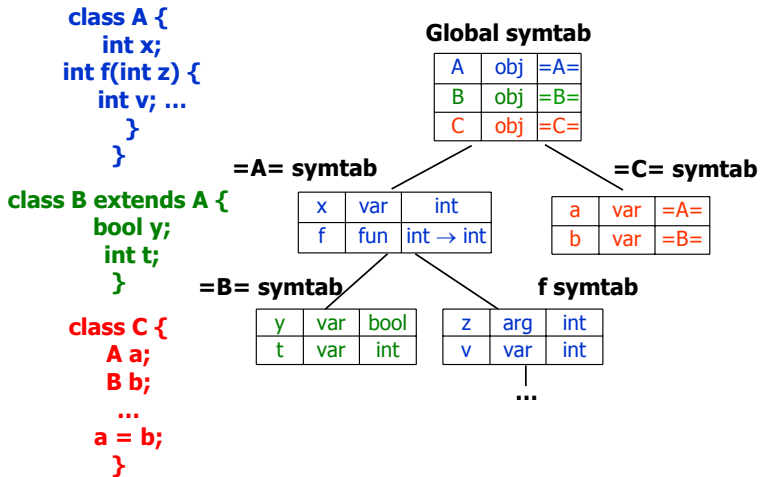 class A {
int x;
int f(int z) {
int v; ...
}
}
class B extends A {
bool y;
int t;
}
class C {
A a;
B b;
...
a = b;
}
Global symtab
A obj =A=
B obj =B=
C obj =C=
=A= symtab
x var int
f fun int → int
=C= symtab
a var =A=
b var =B=
=B= symtab
y var bool
t var int
f symtab
z arg int
v var int
...